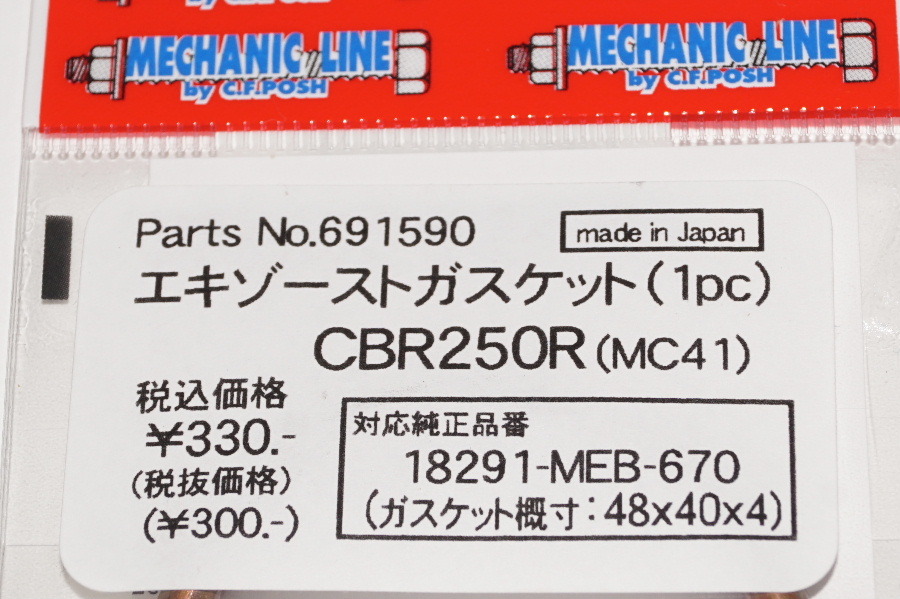 MECHANIC LINE MECHANIC LINE
by C.F.POSH by C.F.POSH
Parts No.691590 made in Japan
エキゾーストガスケット(1pc)
CBR250R(MC41)
税込価格
¥330.-
(税抜価格)
(¥300.-)
対応純正品番
18291-MEB-670
(ガスケット概寸:48x40x4)